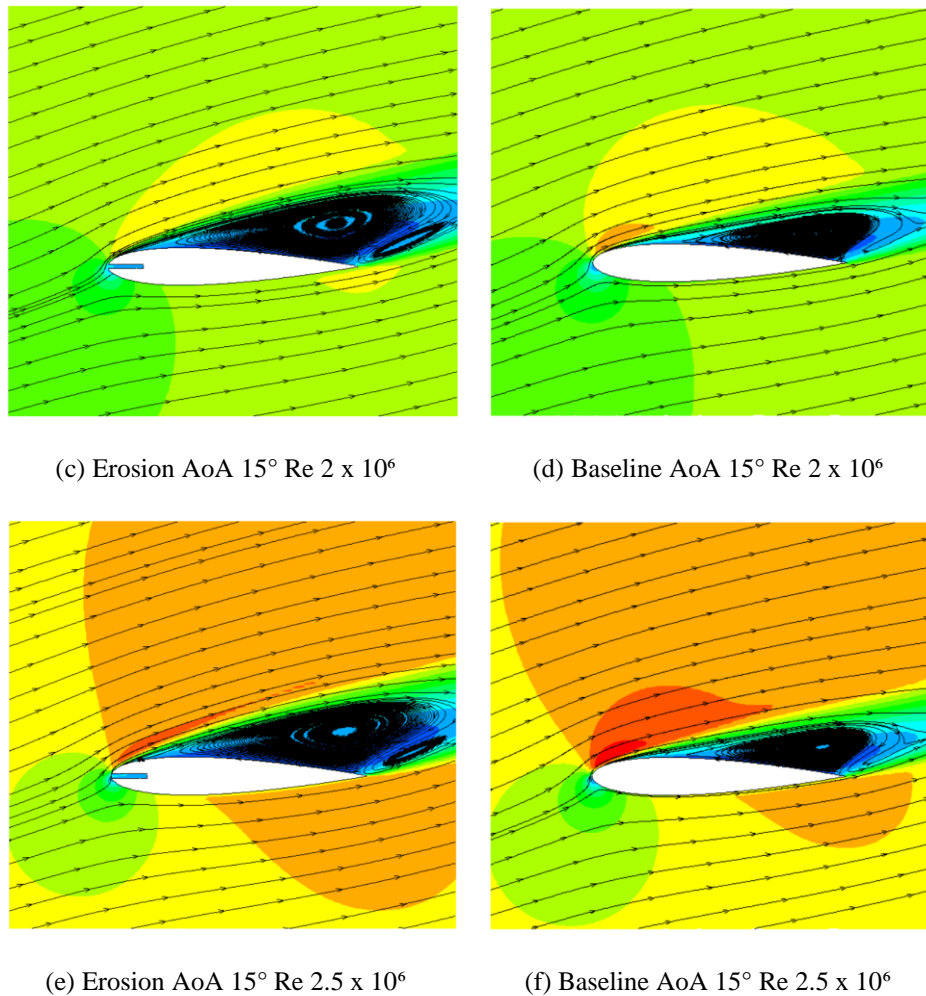 (c) Erosion AoA 15° Re 2 x 10⁶
(d) Baseline AoA 15° Re 2 x 10⁶
(e) Erosion AoA 15° Re 2.5 x 10⁶
(f) Baseline AoA 15° Re 2.5 x 10⁶